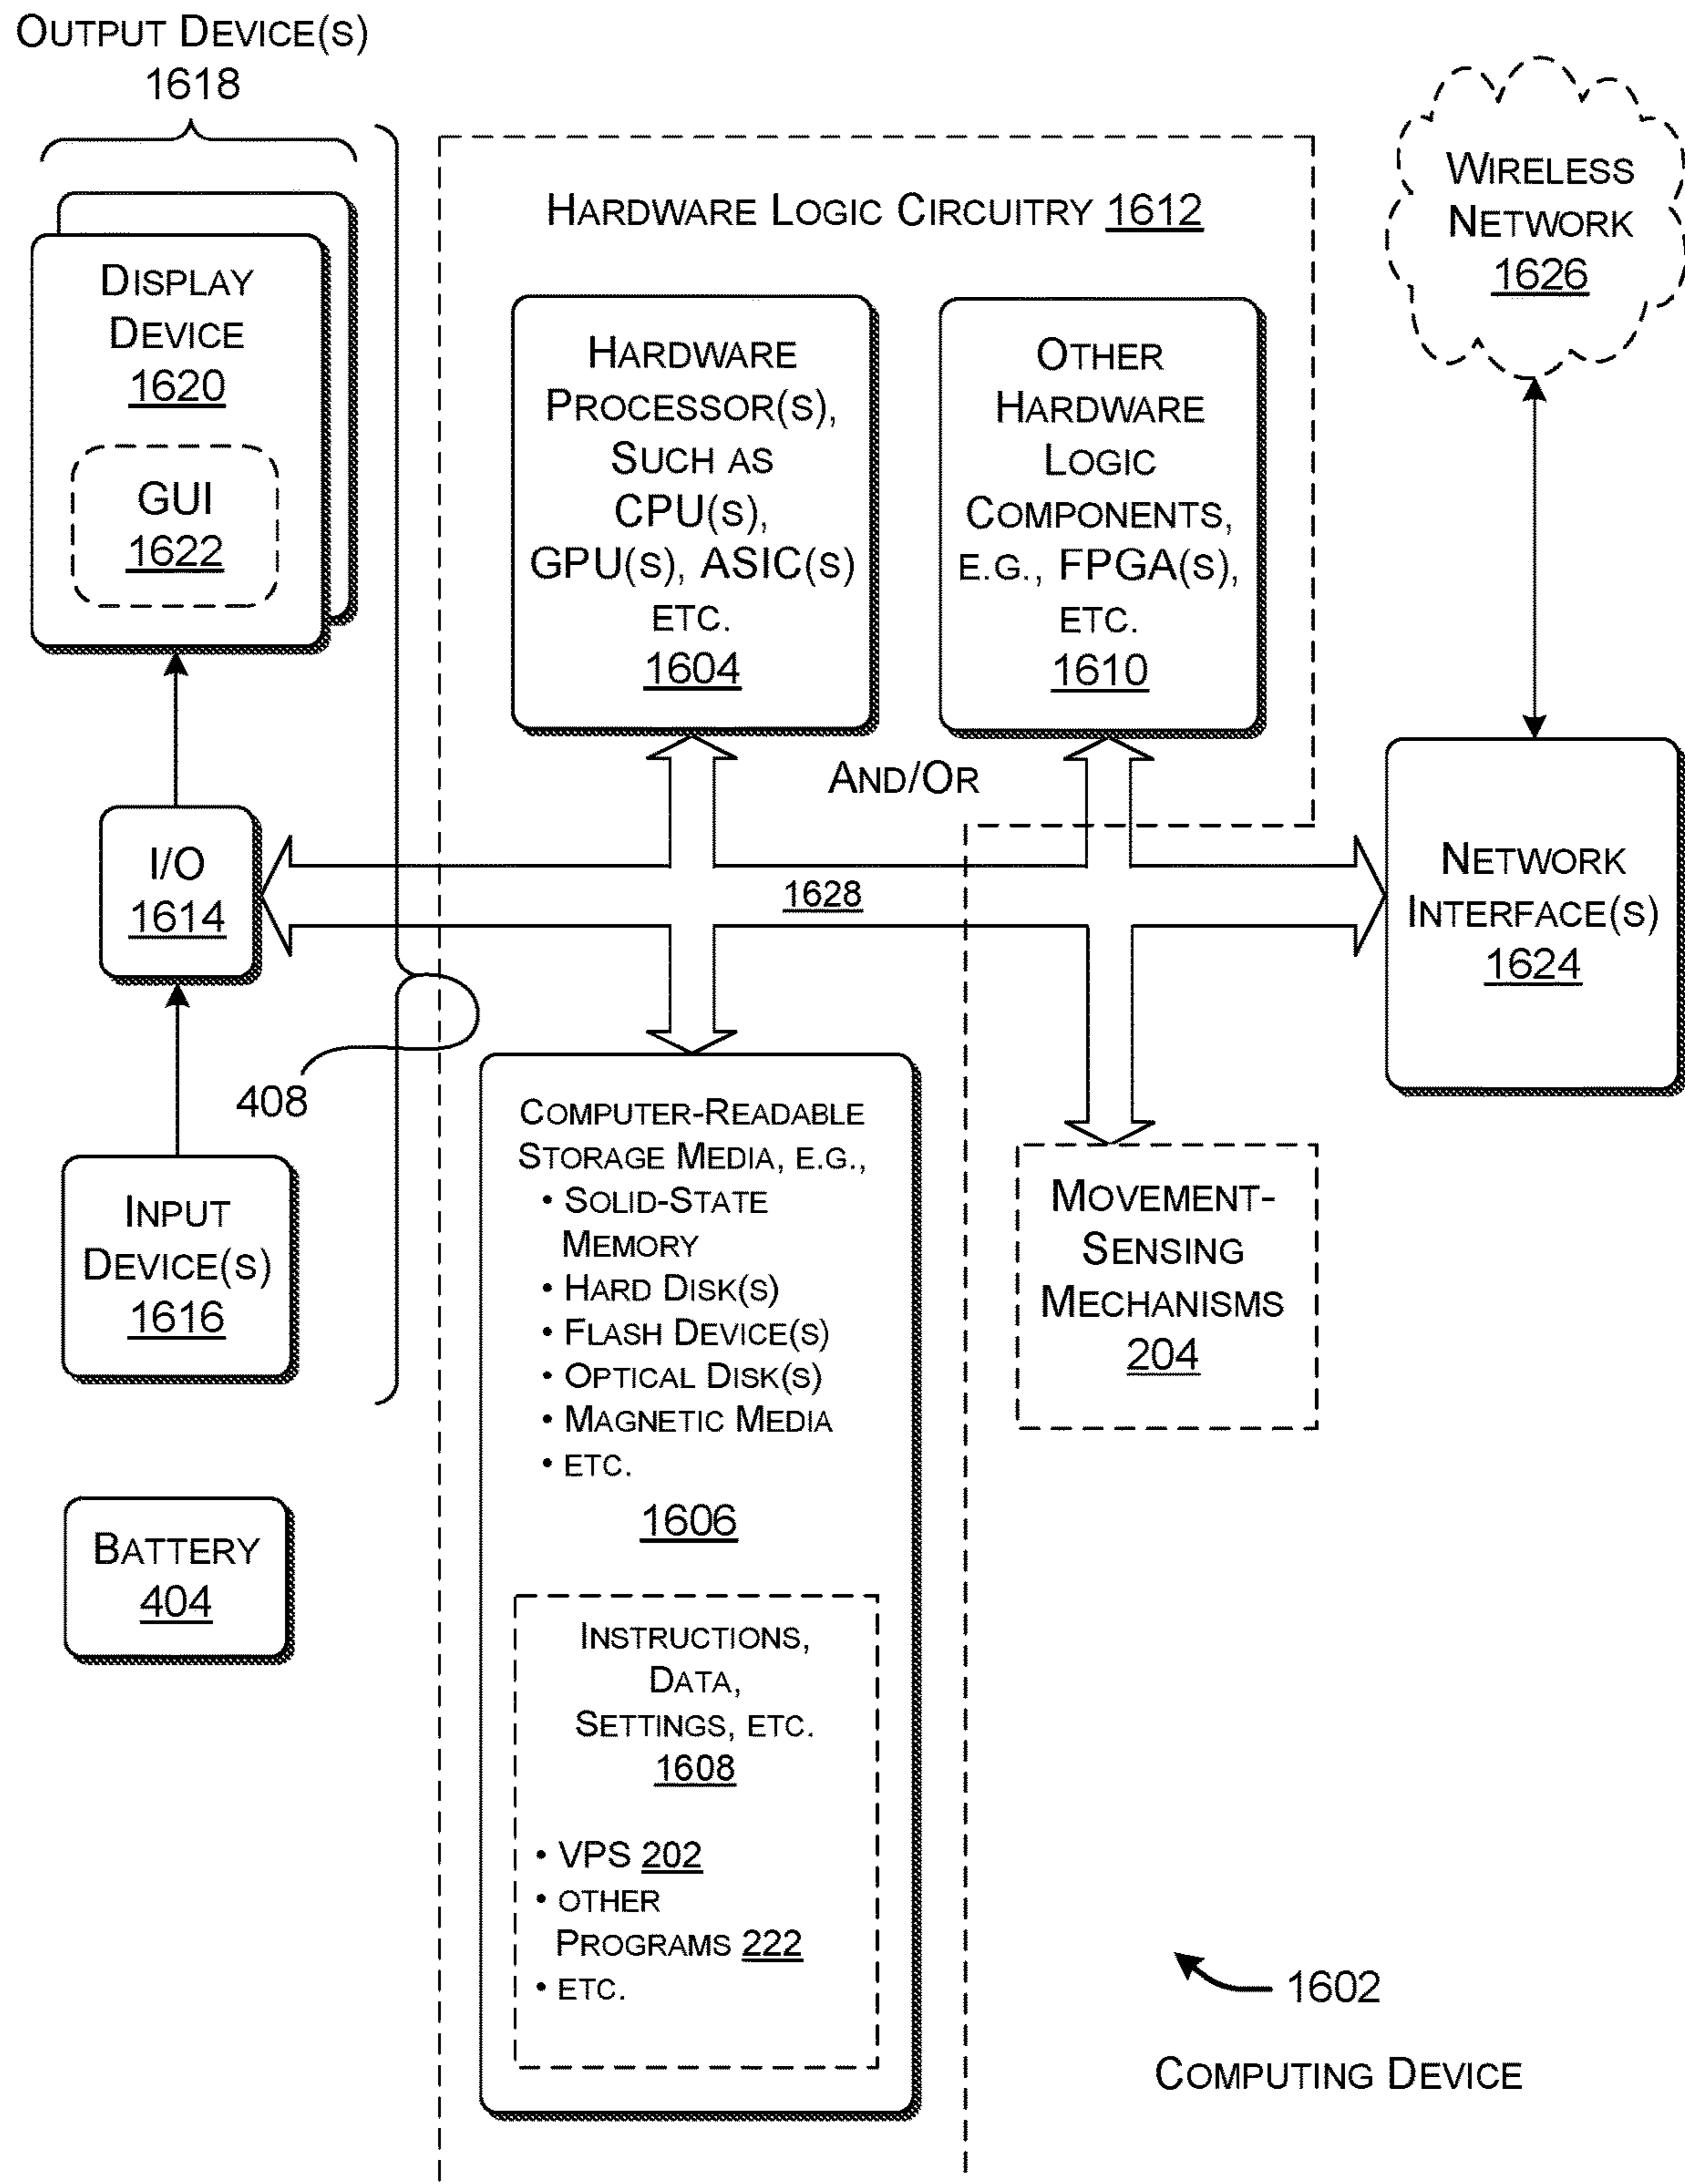 OUTPUT DEVICE(S)
1618
DISPLAY
DEVICE
1620
GUI
1622
I/O
1614
INPUT
DEVICE(S)
1616
408
BATTERY
404
HARDWARE LOGIC CIRCUITRY 1612
HARDWARE
PROCESSOR(S),
SUCH AS
CPU(S),
GPU(S), ASIC(S)
ETC.
1604
OTHER
HARDWARE
LOGIC
COMPONENTS,
E.G., FPGA(S),
ETC.
1610
AND/OR
1628
COMPUTER-READABLE
STORAGE MEDIA, E.G.,
• SOLID-STATE
MEMORY
• HARD DISK(S)
• FLASH DEVICE(S)
• OPTICAL DISK(S)
• MAGNETIC MEDIA
• ETC.
1606
INSTRUCTIONS,
DATA,
SETTINGS, ETC.
1608
• VPS 202
• OTHER
PROGRAMS 222
• ETC.
WIRELESS
NETWORK
1626
NETWORK
INTERFACE(S)
1624
MOVEMENT-
SENSING
MECHANISMS
204
1602
COMPUTING DEVICE